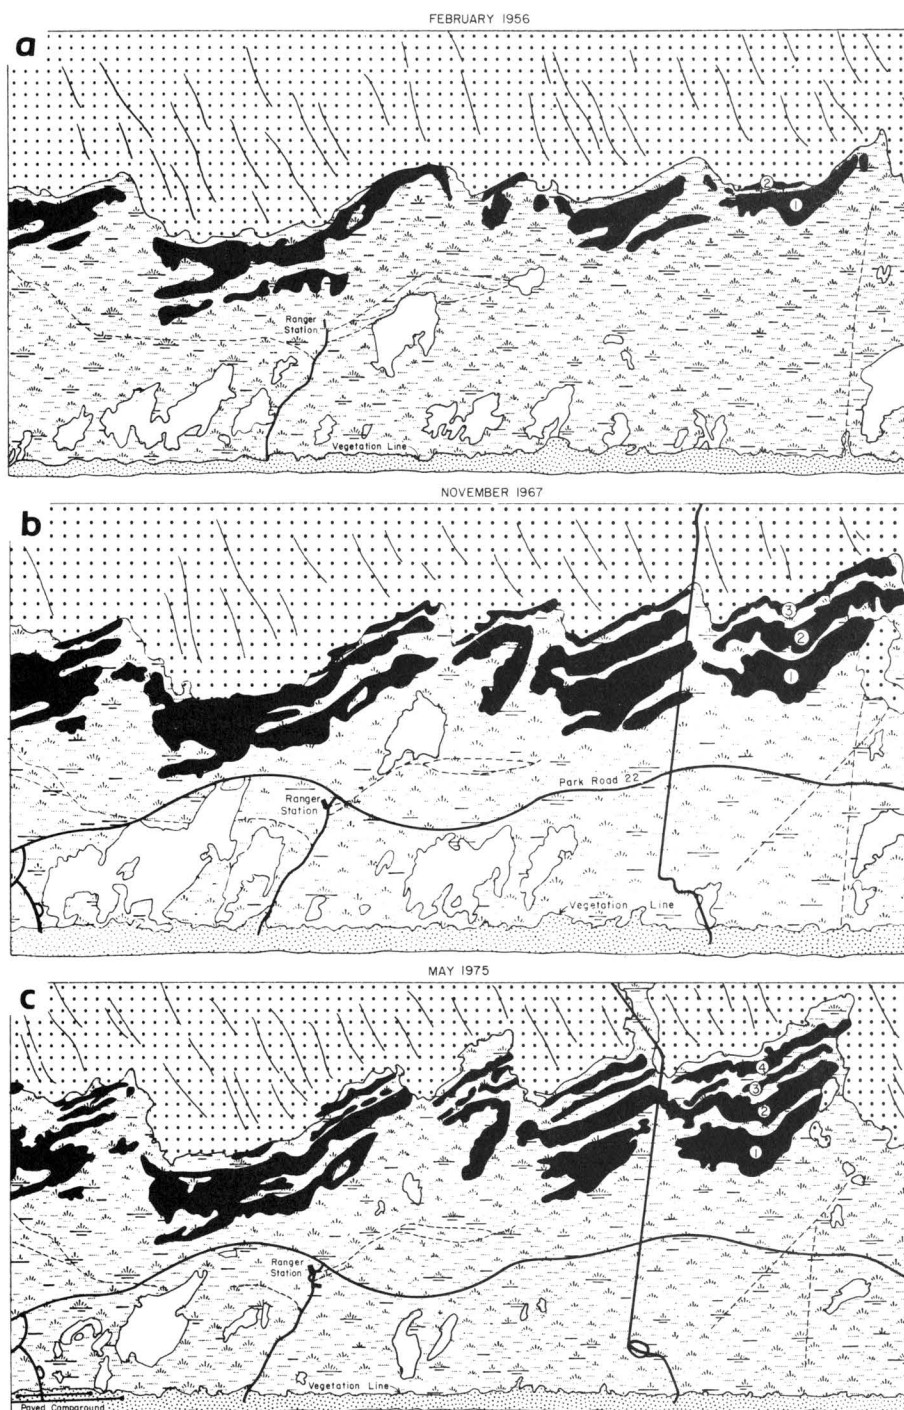 FEBRUARY 1956
a
2
1
Ranger
Station
Vegetation Line
NOVEMBER 1967
b
3
2
1
Park Road 22
Ranger
Station
Vegetation Line
MAY 1975
c
4
3
2
1
Ranger
Station
Vegetation Line
Paved Campground